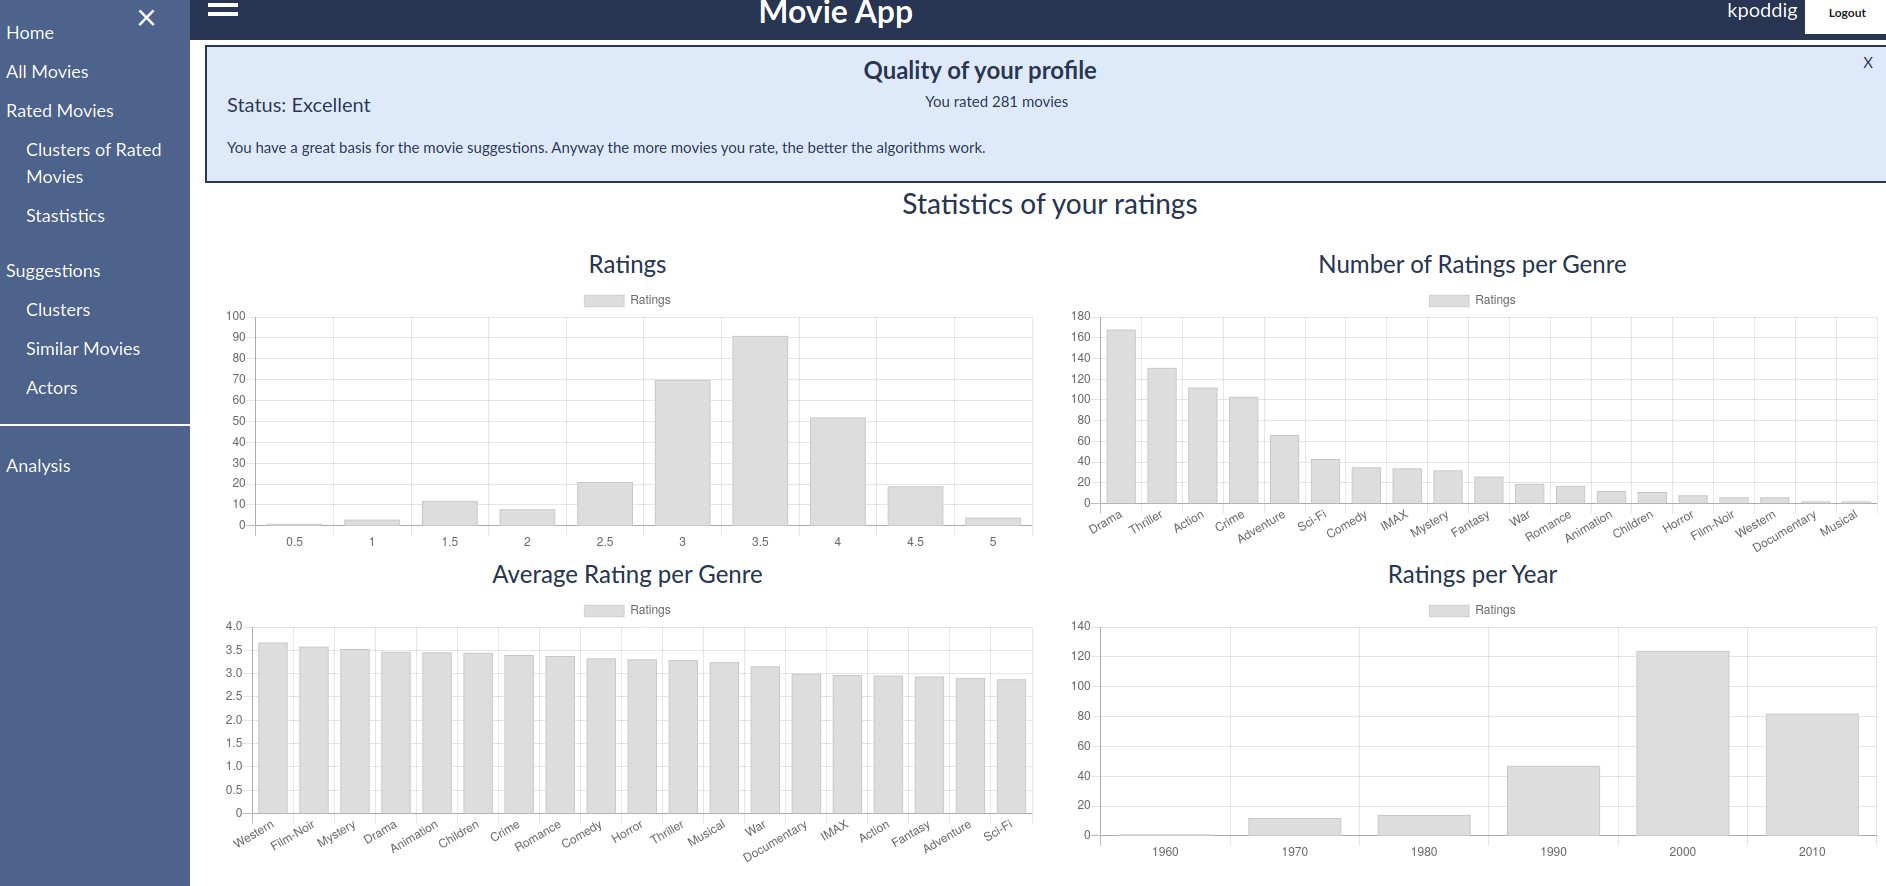 Home
All Movies
Rated Movies
Clusters of Rated
Movies
Stastistics
Suggestions
Clusters
Similar Movies
Actors
Analysis
Movie App
kpoddig
Logout
Quality of your profile
X
Status: Excellent
You rated 281 movies
You have a great basis for the movie suggestions. Anyway the more movies you rate, the better the algorithms work.
Statistics of your ratings
Ratings
Ratings
100
90
80
70
60
50
40
30
20
10
0
0.5 1 1.5 2 2.5 3 3.5 4 4.5 5
Number of Ratings per Genre
Ratings
180
160
140
120
100
80
60
40
20
0
Drama Thriller Action Crime Adventure Sci-Fi Comedy IMAX Mystery Fantasy War Romance Animation Children Horror Film-Noir Western Documentary Musical
Average Rating per Genre
Ratings
4.0
3.5
3.0
2.5
2.0
1.5
1.0
0.5
0
Western Film-Noir Mystery Drama Animation Children Crime Romance Comedy Horror Thriller Musical War Documentary IMAX Action Fantasy Adventure Sci-Fi
Ratings per Year
Ratings
140
120
100
80
60
40
20
0
1960 1970 1980 1990 2000 2010